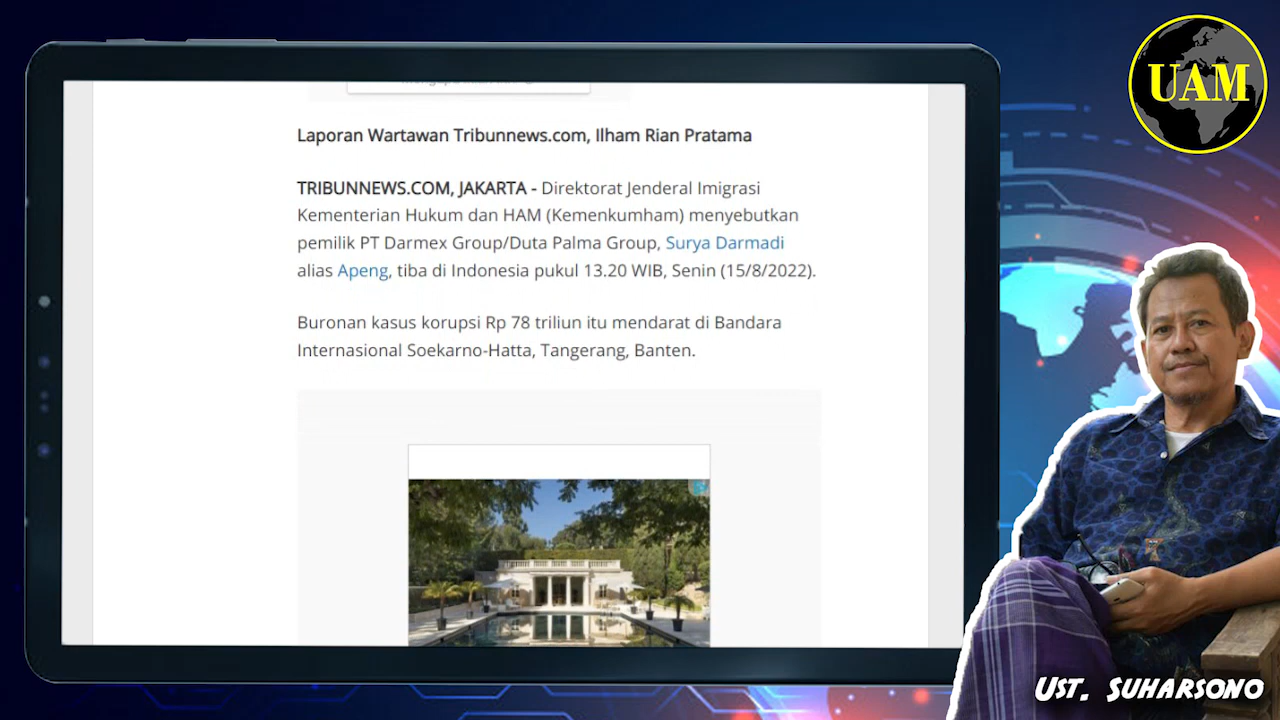 Laporan Wartawan Tribunnews.com, Ilham Rian Pratama
TRIBUNNEWS.COM, JAKARTA - Direktorat Jenderal Imigrasi
Kementerian Hukum dan HAM (Kemenkumham) menyebutkan
pemilik PT Darmex Group/Duta Palma Group, Surya Darmadi
alias Apeng, tiba di Indonesia pukul 13.20 WIB, Senin (15/8/2022).
Buronan kasus korupsi Rp 78 triliun itu mendarat di Bandara
Internasional Soekarno-Hatta, Tangerang, Banten.
UAM
UST. SUHARSONO